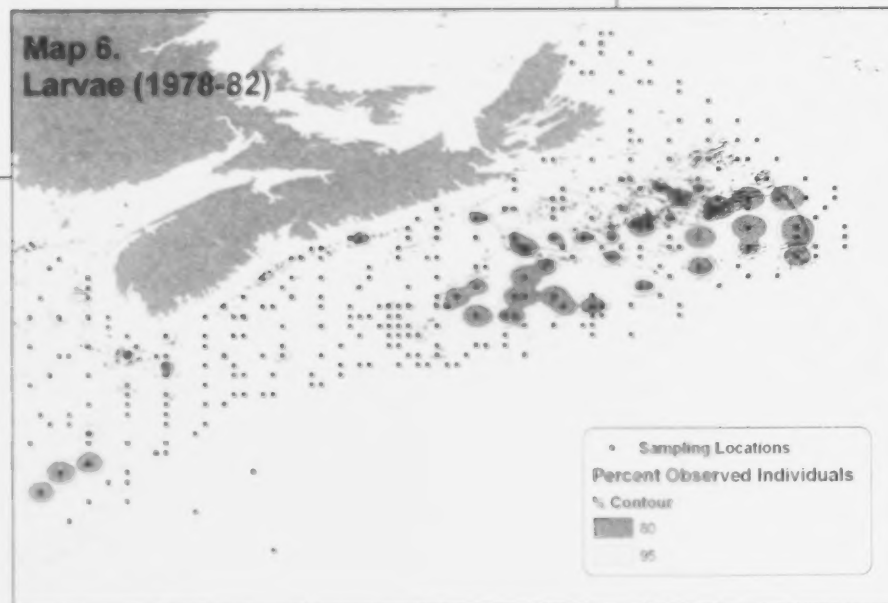 Map 6.
Larvae (1978-82)
Sampling Locations
Percent Observed Individuals
% Contour
80
95